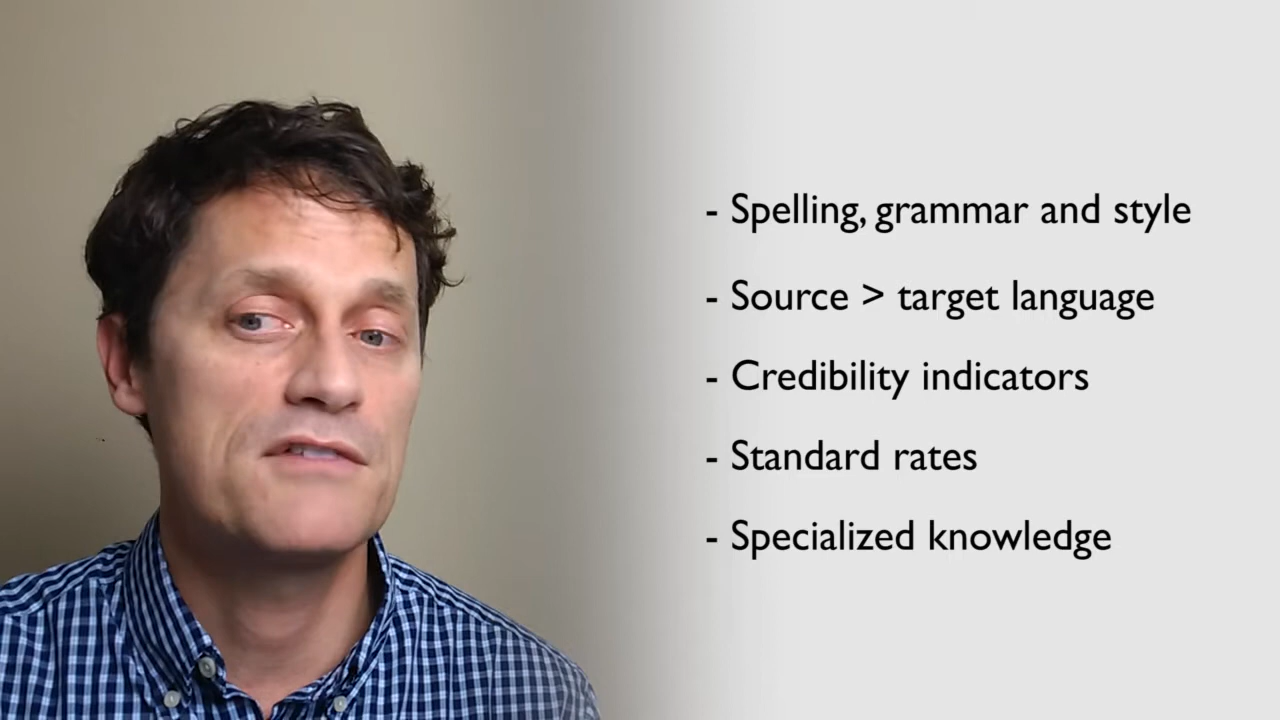 - Spelling, grammar and style
- Source > target language
- Credibility indicators
- Standard rates
- Specialized knowledge